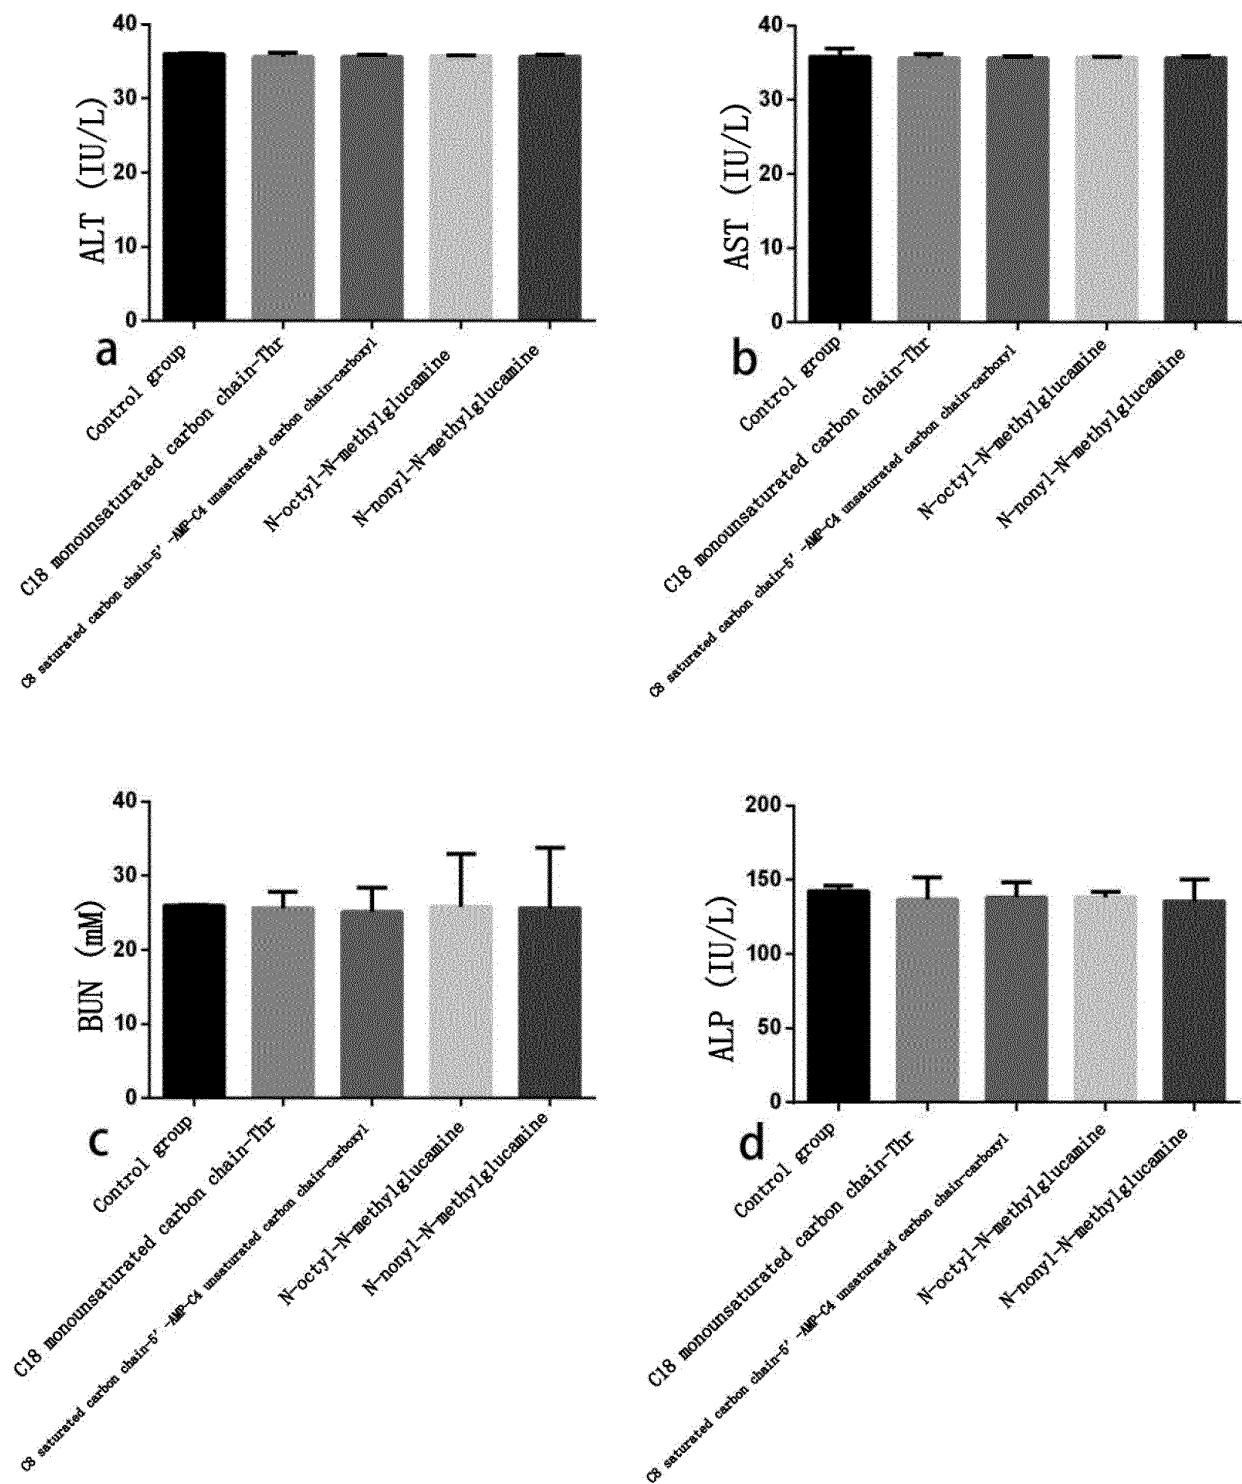 40
30
20
10
0
ALT (IU/L)
a
Control group
C18 monounsaturated carbon chain-Thr
C8 saturated carbon chain-5' -AMP-C4 unsaturated carbon chain-carboxyl
N-octyl-N-methylglucamine
N-nonyl-N-methylglucamine
40
30
20
10
0
AST (IU/L)
b
Control group
C18 monounsaturated carbon chain-Thr
C8 saturated carbon chain-5' -AMP-C4 unsaturated carbon chain-carboxyl
N-octyl-N-methylglucamine
N-nonyl-N-methylglucamine
40
30
20
10
0
BUN (mM)
c
Control group
C18 monounsaturated carbon chain-Thr
C8 saturated carbon chain-5' -AMP-C4 unsaturated carbon chain-carboxyl
N-octyl-N-methylglucamine
N-nonyl-N-methylglucamine
200
150
100
50
0
ALP (IU/L)
d
Control group
C18 monounsaturated carbon chain-Thr
C8 saturated carbon chain-5' -AMP-C4 unsaturated carbon chain-carboxyl
N-octyl-N-methylglucamine
N-nonyl-N-methylglucamine